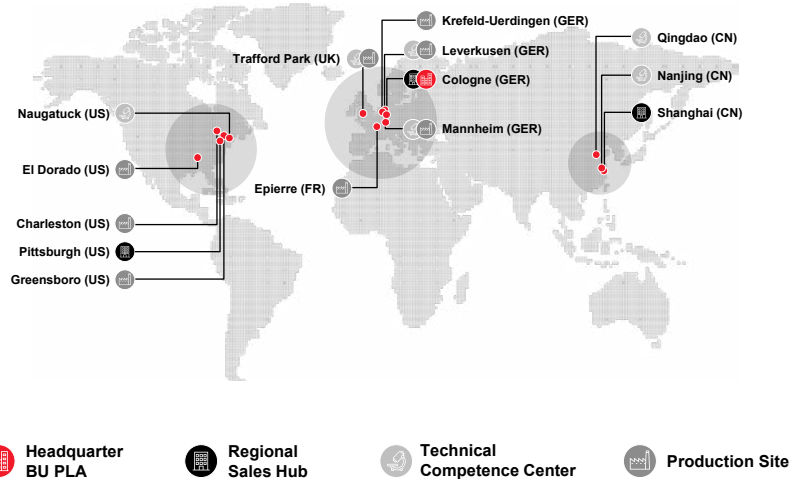 Krefeld-Uerdingen (GER)
Trafford Park (UK)
Leverkusen (GER)
Cologne (GER)
Mannheim (GER)
Epierre (FR)
Qingdao (CN)
Nanjing (CN)
Shanghai (CN)
Naugatuck (US)
El Dorado (US)
Charleston (US)
Pittsburgh (US)
Greensboro (US)
Headquarter
BU PLA
Regional
Sales Hub
Technical
Competence Center
Production Site